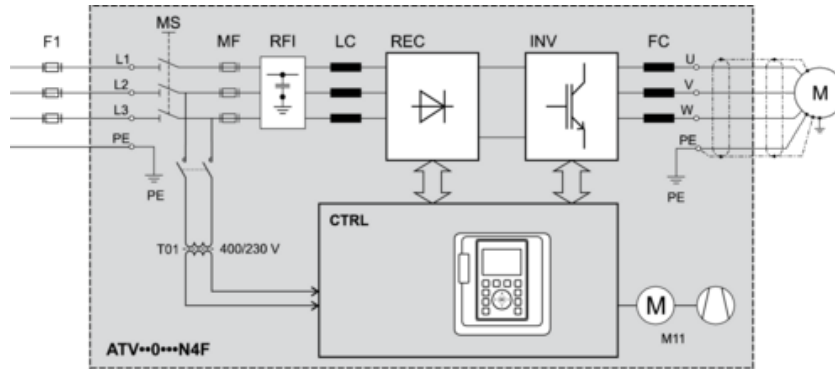 F1 MS MF RFI LC REC INV FC
L1 U
L2 V M
L3 W
PE PE
PE PE
CTRL
T01 400/230 V
M
M11
ATV••0•••N4F